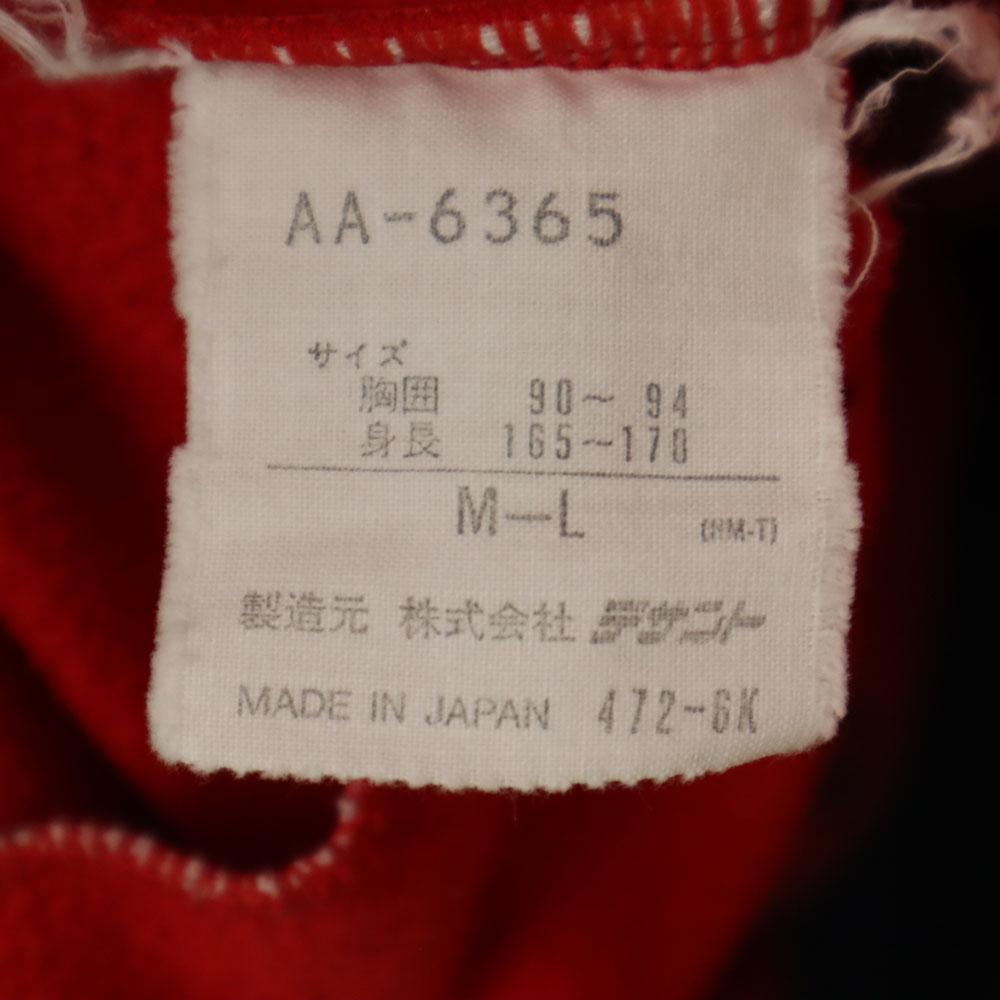 AA-6365
サイズ
胸囲 90~94
身長 165~170
M-L (NM-T)
製造元 株式会社 デサント
MADE IN JAPAN 472-6K